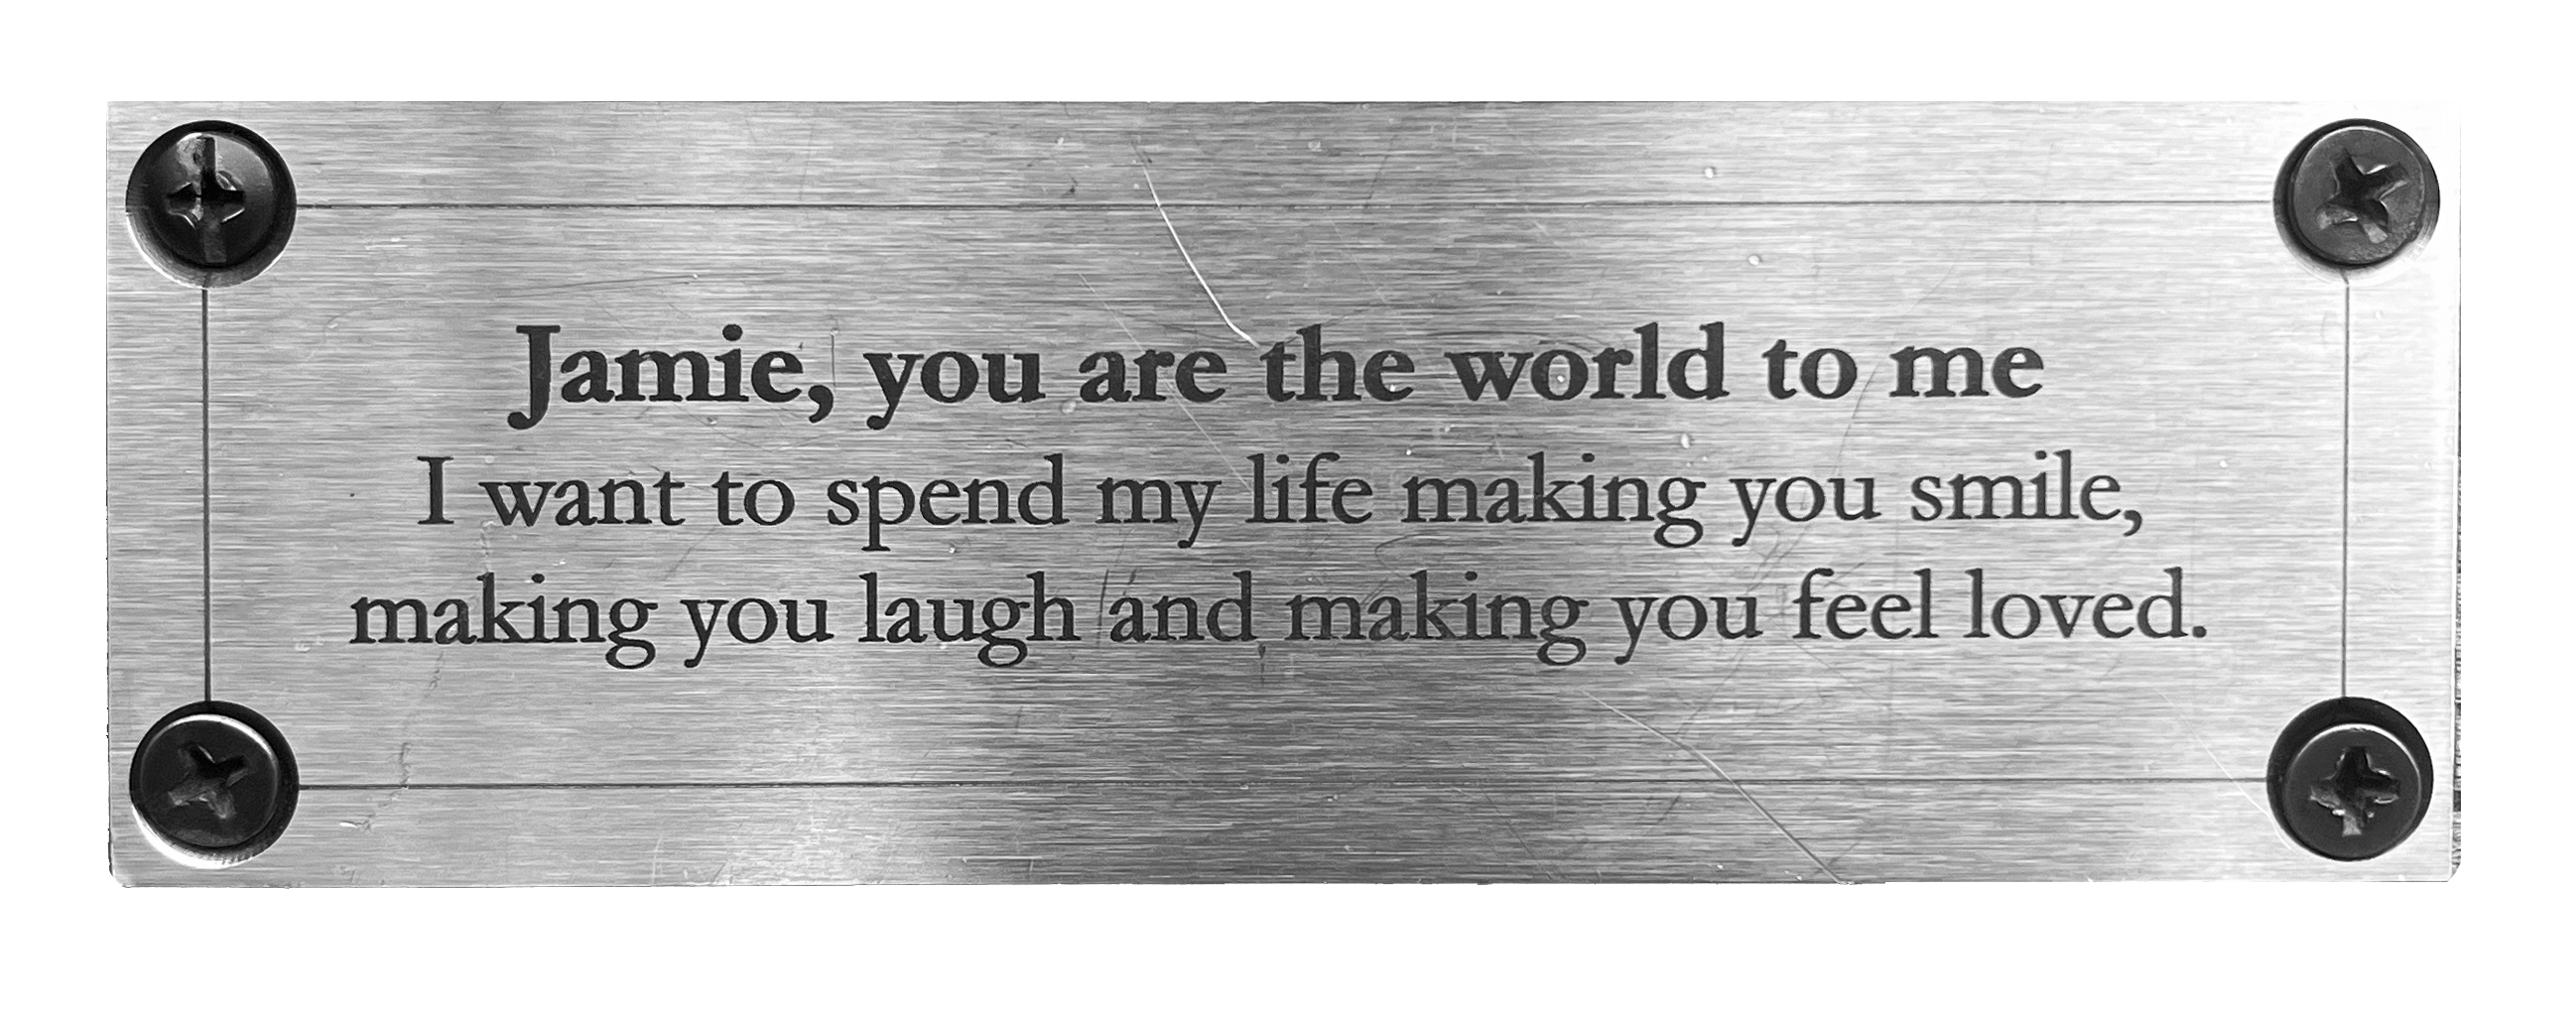 Jamie, you are the world to me
I want to spend my life making you smile,
making you laugh and making you feel loved.